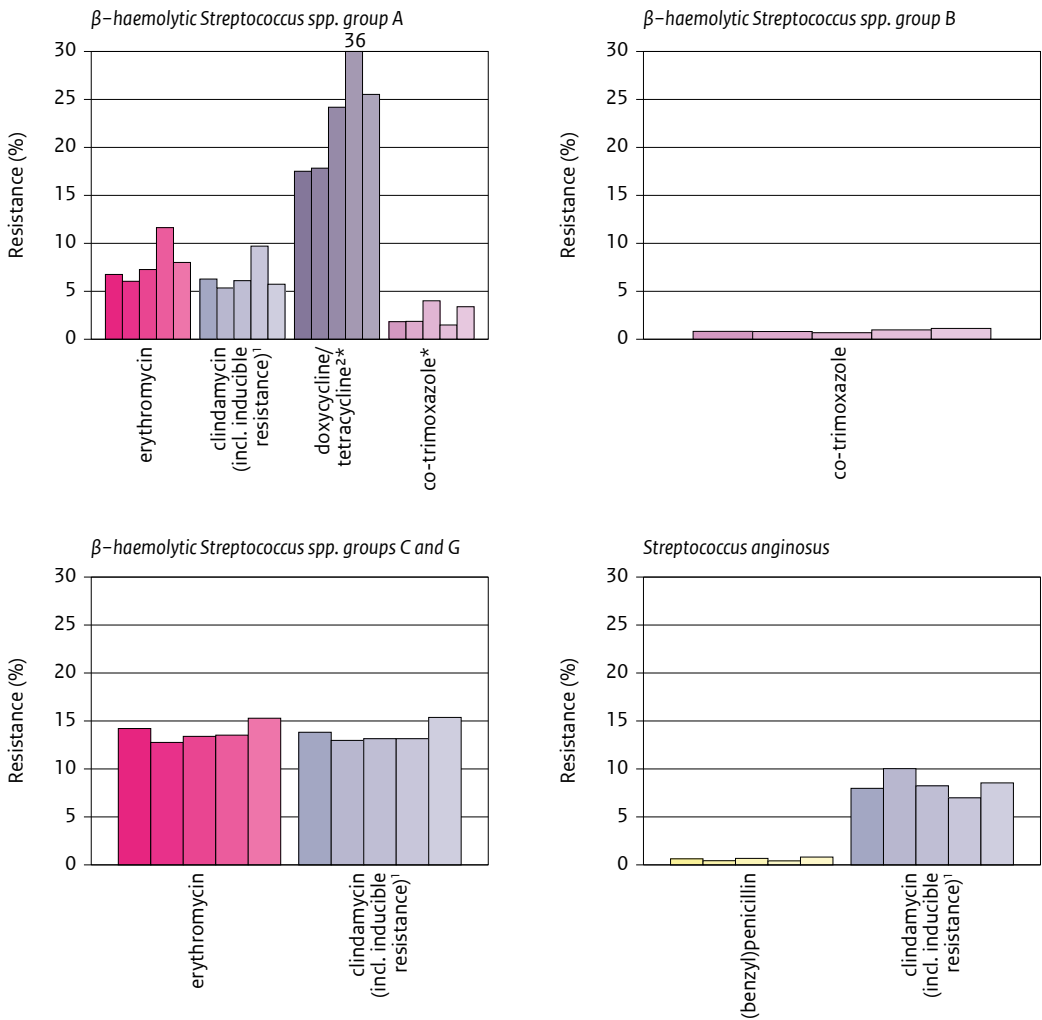 β–haemolytic Streptococcus spp. group A
36
30
25
20
15
10
5
0
Resistance (%)
erythromycin
clindamycin
(incl. inducible
resistance)¹
doxycycline/
tetracycline²*
co-trimoxazole*
β–haemolytic Streptococcus spp. group B
30
25
20
15
10
5
0
Resistance (%)
co-trimoxazole
β–haemolytic Streptococcus spp. groups C and G
30
25
20
15
10
5
0
Resistance (%)
erythromycin
clindamycin
(incl. inducible
resistance)¹
Streptococcus anginosus
30
25
20
15
10
5
0
Resistance (%)
(benzyl)penicillin
clindamycin
(incl. inducible
resistance)¹